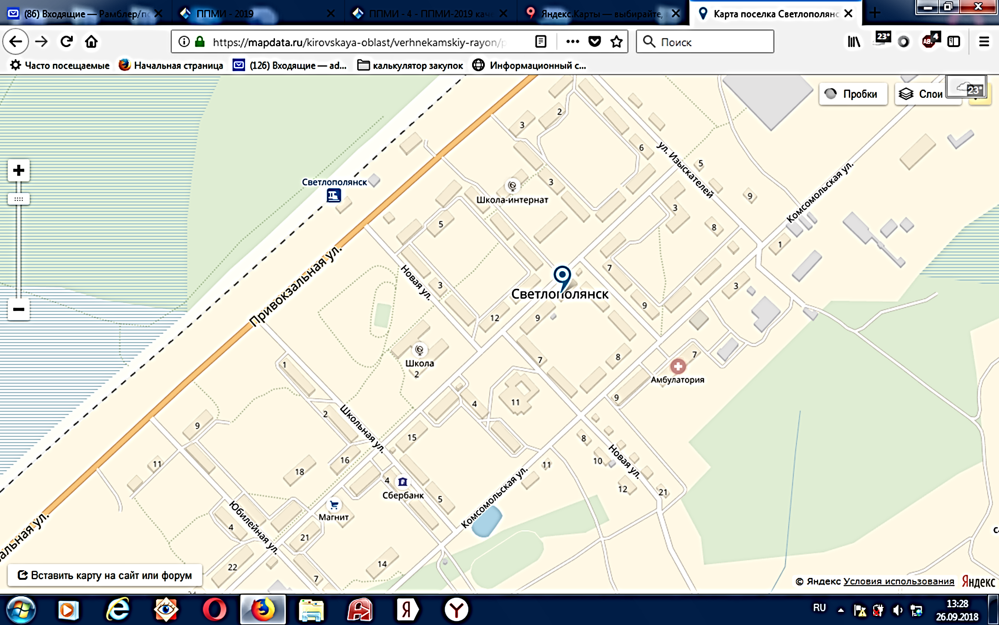 (86) Входящие — Рамблер/по
ППМИ - 2019
ППМИ - 4 - ППМИ-2019 каче
Яндекс.Карты — выбирайте,
Карта поселка Светлополянс
https://mapdata.ru/kirovskaya-oblast/verhnekamskiy-rayon/p
Поиск
23°
4
Часто посещаемые
Начальная страница
(126) Входящие — ad...
калькулятор закупок
Информационный с...
Пробки
Слои
23°
2
3
6
ул. Изыскателей
5
Комсомольская ул.
Светлополянск
3
Школа-интернат
9
3
5
8
1
Привокзальная ул.
Новая ул.
3
7
3
Светлополянск
12
9
9
Школа
2
1
7
8
7
Амбулатория
11
4
9
2
Школьная ул.
9
15
8
11
16
18
10
Новая ул.
11
4
Сбербанк
12
21
5
Комсомольская ул.
Магнит
Юбилейная ул.
4
21
альная ул.
22
14
7
Вставить карту на сайт или форум
© Яндекс Условия использования
Яндекс
RU
13:28
26.09.2018